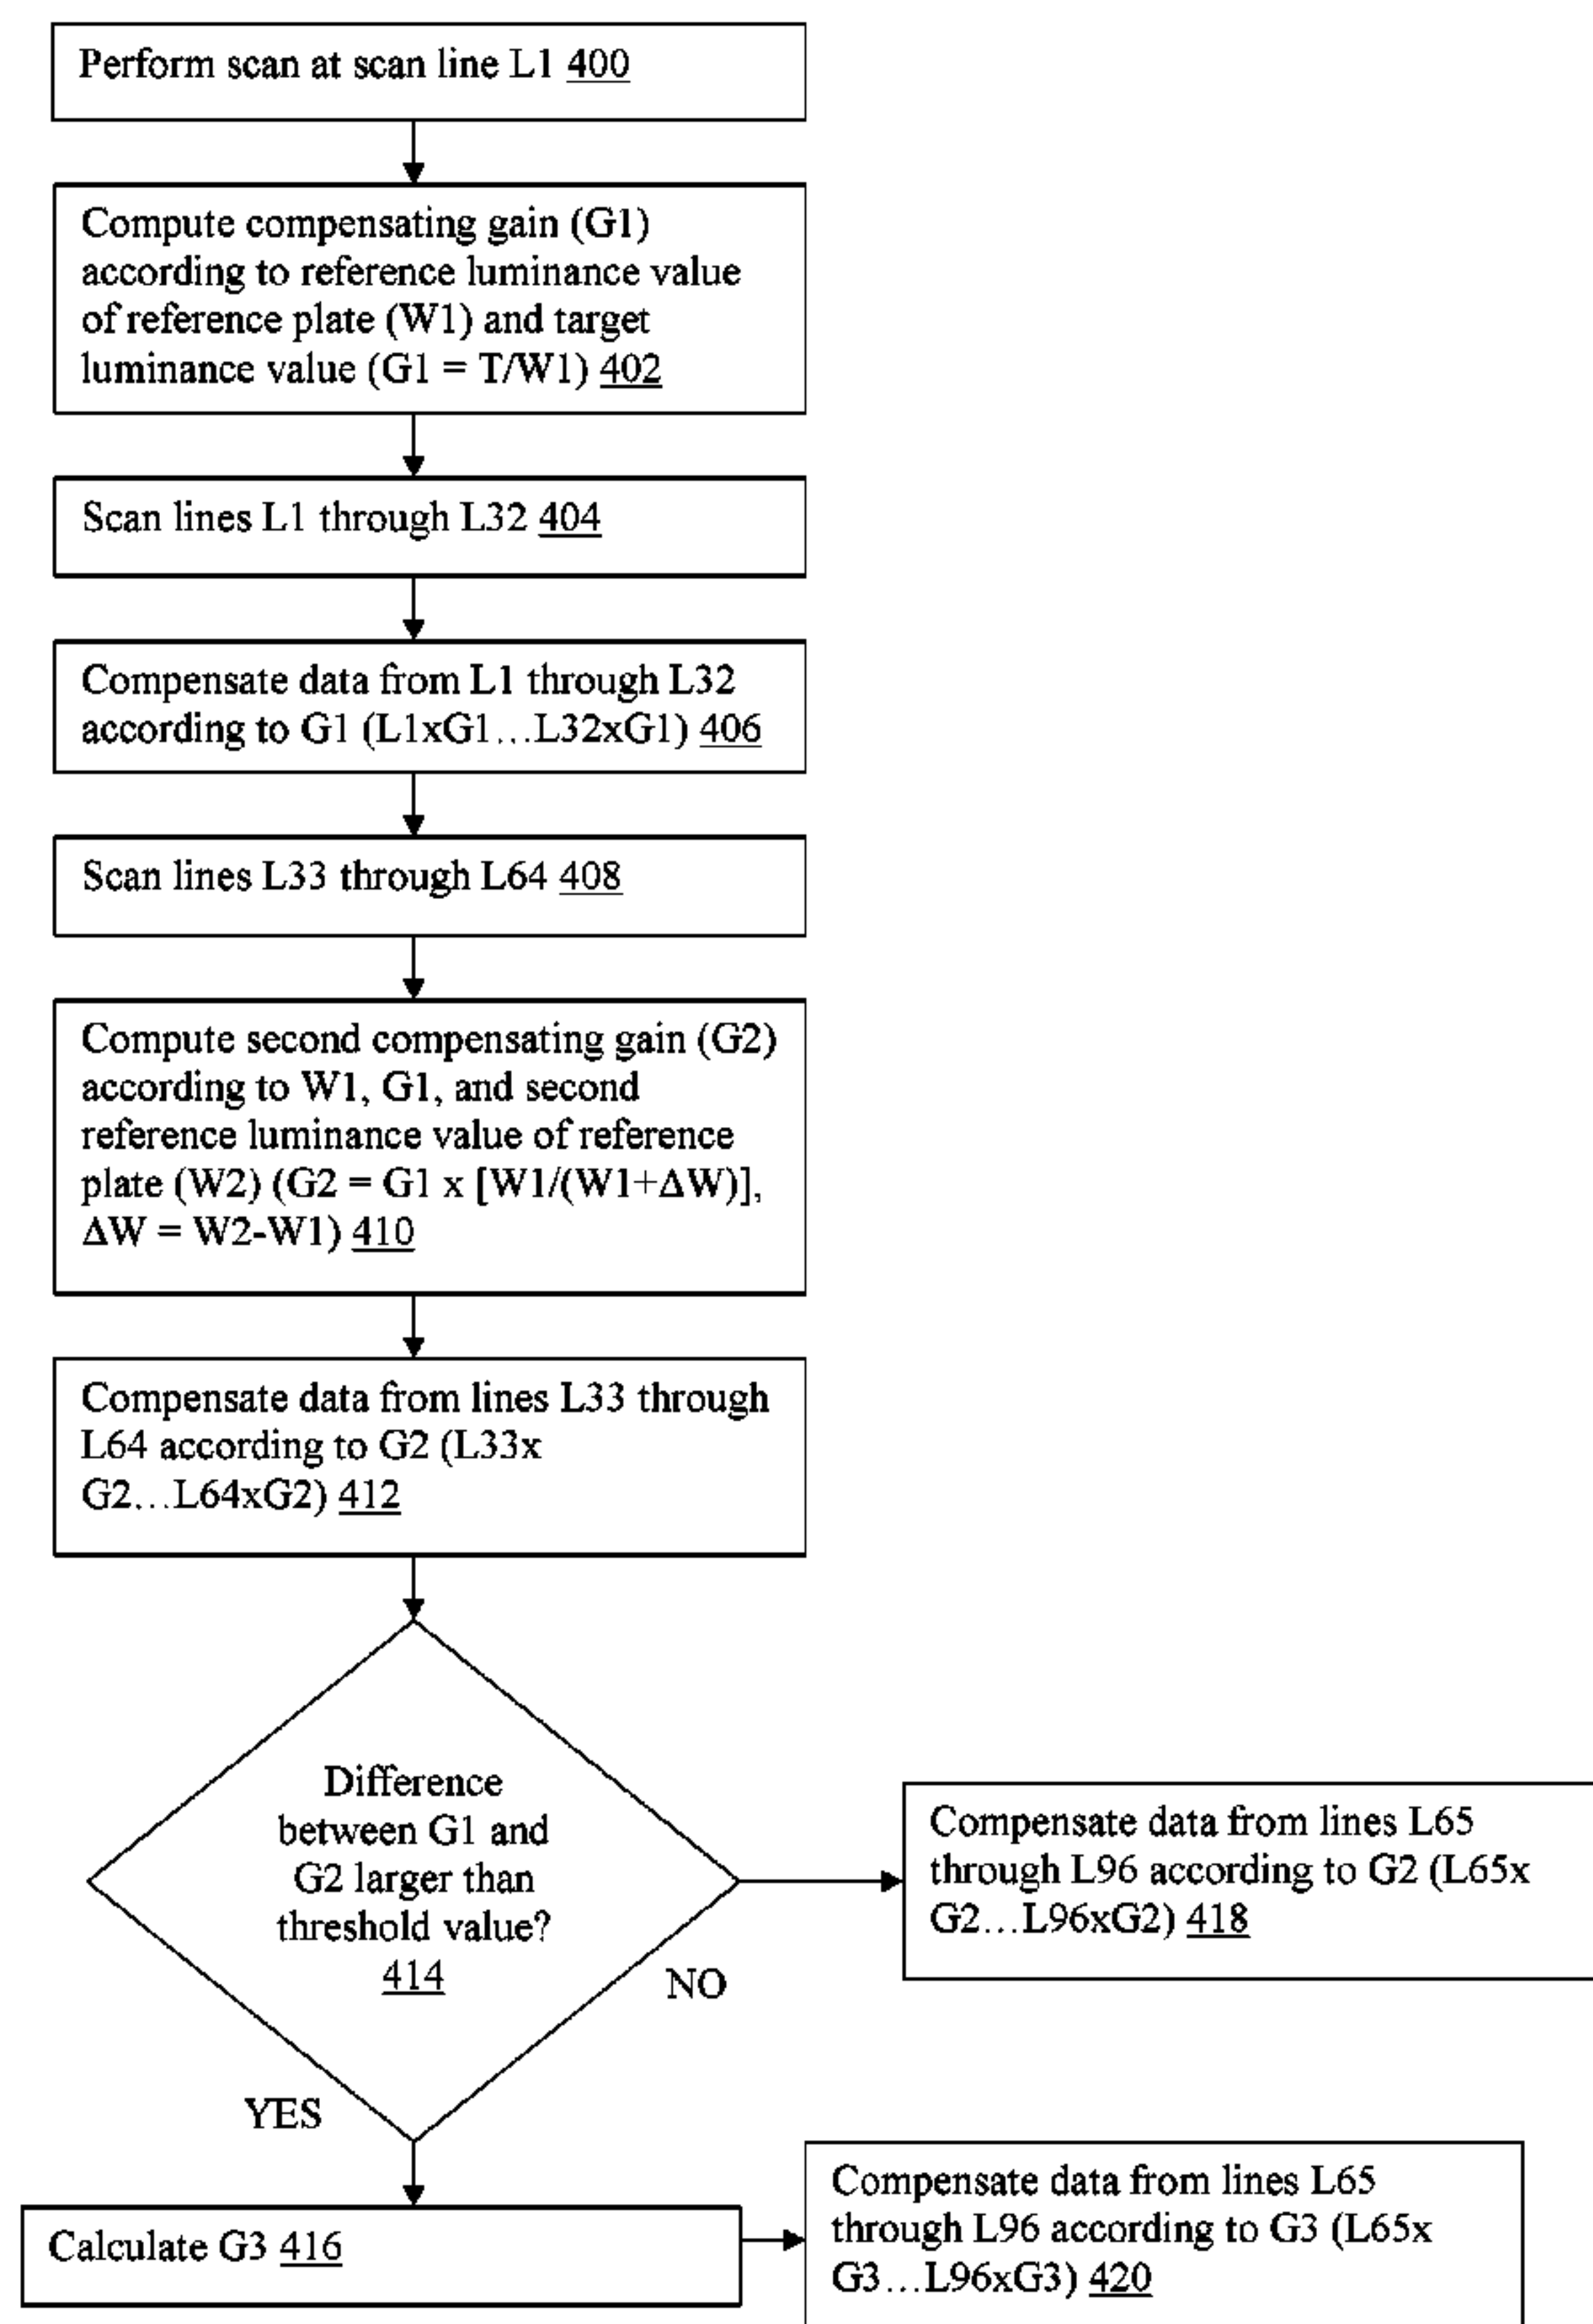 Perform scan at scan line L1 400
Compute compensating gain (G1)
according to reference luminance value
of reference plate (W1) and target
luminance value (G1 = T/W1) 402
Scan lines L1 through L32 404
Compensate data from L1 through L32
according to G1 (L1xG1...L32xG1) 406
Scan lines L33 through L64 408
Compute second compensating gain (G2)
according to W1, G1, and second
reference luminance value of reference
plate (W2) (G2 = G1 x [W1/(W1+ΔW)],
ΔW = W2-W1) 410
Compensate data from lines L33 through
L64 according to G2 (L33x
G2...L64xG2) 412
Difference
between G1 and
G2 larger than
threshold value?
414
NO
YES
Compensate data from lines L65
through L96 according to G2 (L65x
G2...L96xG2) 418
Calculate G3 416
Compensate data from lines L65
through L96 according to G3 (L65x
G3...L96xG3) 420